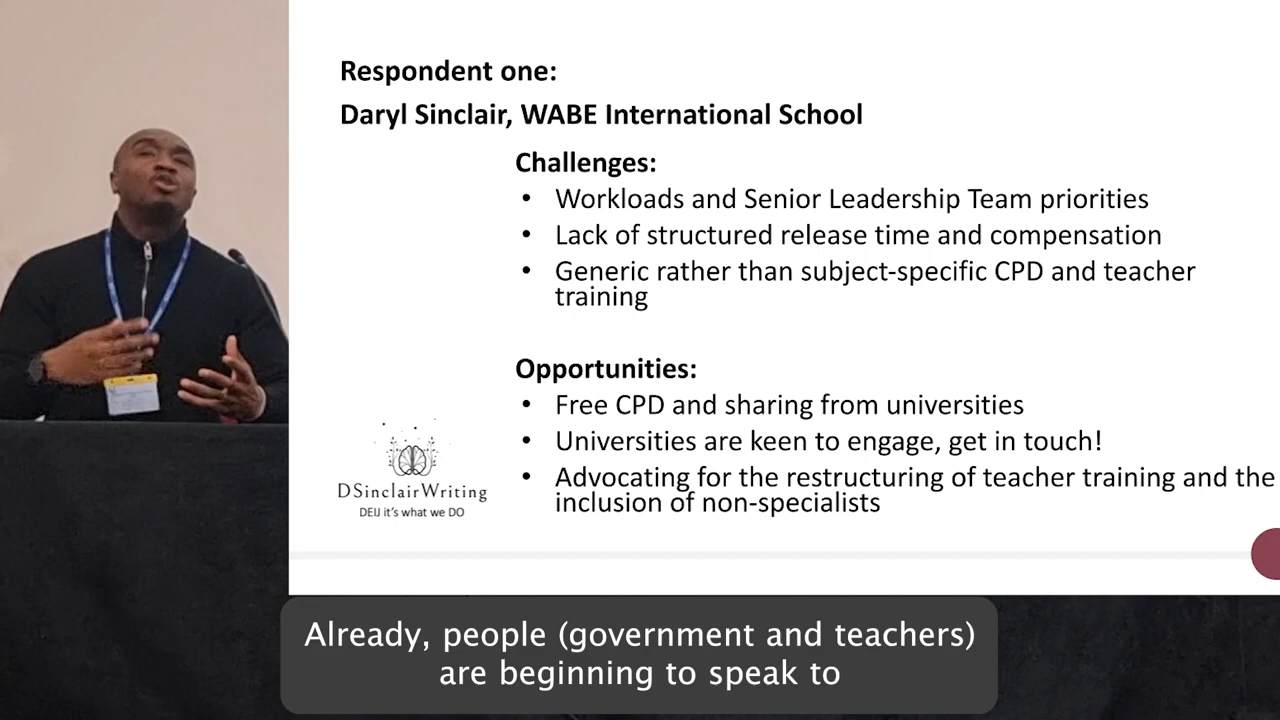 Respondent one:
Daryl Sinclair, WABE International School
Challenges:
• Workloads and Senior Leadership Team priorities
• Lack of structured release time and compensation
• Generic rather than subject-specific CPD and teacher
training
Opportunities:
• Free CPD and sharing from universities
• Universities are keen to engage, get in touch!
• Advocating for the restructuring of teacher training and the
inclusion of non-specialists
DSinclairWriting
DEIJ it's what we DO
Already, people (government and teachers)
are beginning to speak to